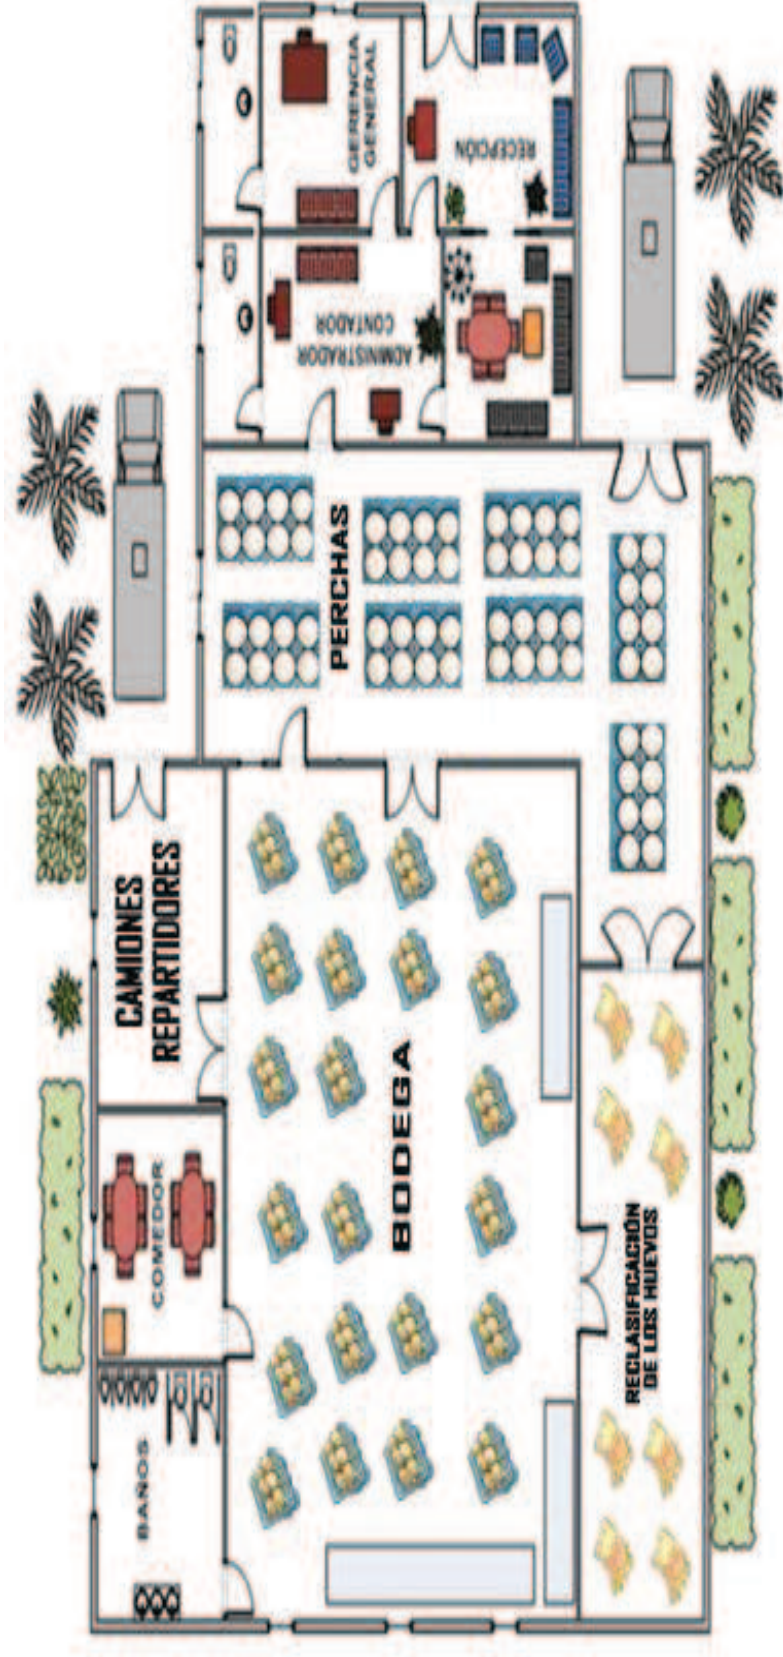 GERENCIA
GENERAL
RECEPCIÓN
ADMINISTRADOR
CONTADOR
PERCHAS
CAMIONES
REPARTIDORES
BODEGA
COMEDOR
BAÑOS
RECLASIFICACIÓN
DE LOS HUEVOS